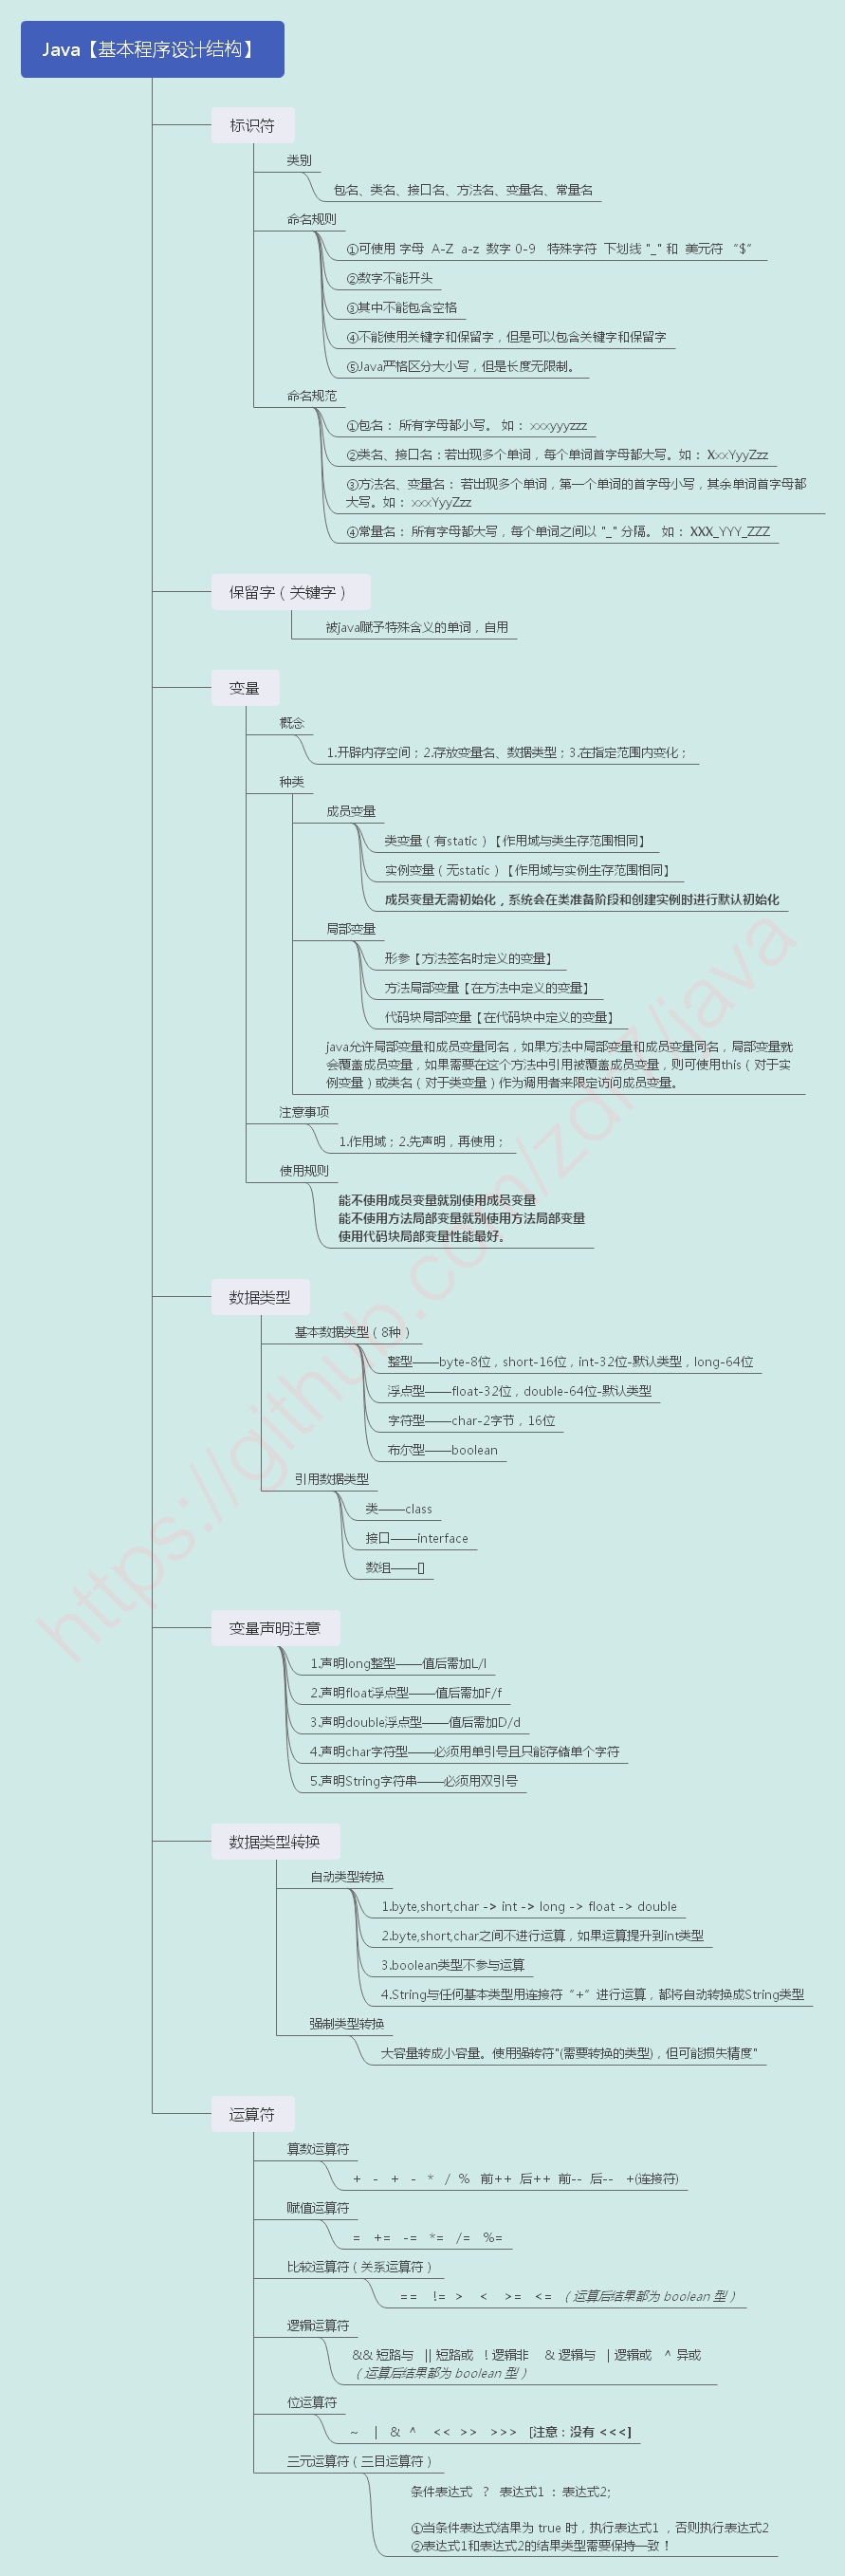 Java【基本程序设计结构】
标识符
类别
包名、类名、接口名、方法名、变量名、常量名
命名规则
①可使用 字母  A-Z  a-z  数字 0-9   特殊字符  下划线 "_" 和  美元符 “$”
②数字不能开头
③其中不能包含空格
④不能使用关键字和保留字，但是可以包含关键字和保留字
⑤Java严格区分大小写，但是长度无限制。
命名规范
①包名： 所有字母都小写。 如： xxxyyyzzz
②类名、接口名：若出现多个单词，每个单词首字母都大写。如： XxxYyyZzz
③方法名、变量名： 若出现多个单词，第一个单词的首字母小写，其余单词首字母都
大写。如： xxxYyyZzz
④常量名： 所有字母都大写，每个单词之间以 "_" 分隔。 如： XXX_YYY_ZZZ
保留字（关键字）
被java赋予特殊含义的单词，自用
变量
概念
1.开辟内存空间；2.存放变量名、数据类型；3.在指定范围内变化；
种类
成员变量
类变量（有static）【作用域与类生存范围相同】
实例变量（无static）【作用域与实例生存范围相同】
成员变量无需初始化，系统会在类准备阶段和创建实例时进行默认初始化
局部变量
形参【方法签名时定义的变量】
方法局部变量【在方法中定义的变量】
代码块局部变量【在代码块中定义的变量】
java允许局部变量和成员变量同名，如果方法中局部变量和成员变量同名，局部变量就
会覆盖成员变量，如果需要在这个方法中引用被覆盖成员变量，则可使用this（对于实
例变量）或类名（对于类变量）作为调用者来限定访问成员变量。
注意事项
1.作用域；2.先声明，再使用；
使用规则
能不使用成员变量就别使用成员变量
能不使用方法局部变量就别使用方法局部变量
使用代码块局部变量性能最好。
数据类型
基本数据类型（8种）
整型——byte-8位，short-16位，int-32位-默认类型，long-64位
浮点型——float-32位，double-64位-默认类型
字符型——char-2字节，16位
布尔型——boolean
引用数据类型
类——class
接口——interface
数组——[]
变量声明注意
1.声明long整型——值后需加L/l
2.声明float浮点型——值后需加F/f
3.声明double浮点型——值后需加D/d
4.声明char字符型——必须用单引号且只能存储单个字符
5.声明String字符串——必须用双引号
数据类型转换
自动类型转换
1.byte,short,char -> int -> long -> float -> double
2.byte,short,char之间不进行运算，如果运算提升到int类型
3.boolean类型不参与运算
4.String与任何基本类型用连接符“+”进行运算，都将自动转换成String类型
强制类型转换
大容量转成小容量。使用强转符"(需要转换的类型)，但可能损失精度"
运算符
算数运算符
+   -   +   -   *   /  %   前++  后++  前--  后--   +(连接符)
赋值运算符
=   +=   -=   *=   /=   %=
比较运算符（关系运算符）
==    !=  >    <    >=   <=  （运算后结果都为 boolean 型）
逻辑运算符
&& 短路与   || 短路或   ! 逻辑非    & 逻辑与   | 逻辑或   ^ 异或
（运算后结果都为 boolean 型）
位运算符
~    |   &  ^    <<  >>   >>>   [注意：没有 <<<]
三元运算符（三目运算符）
条件表达式   ?   表达式1  :  表达式2;
①当条件表达式结果为 true 时，执行表达式1 ，否则执行表达式2
②表达式1和表达式2的结果类型需要保持一致！
https://github.com/zdrz/java